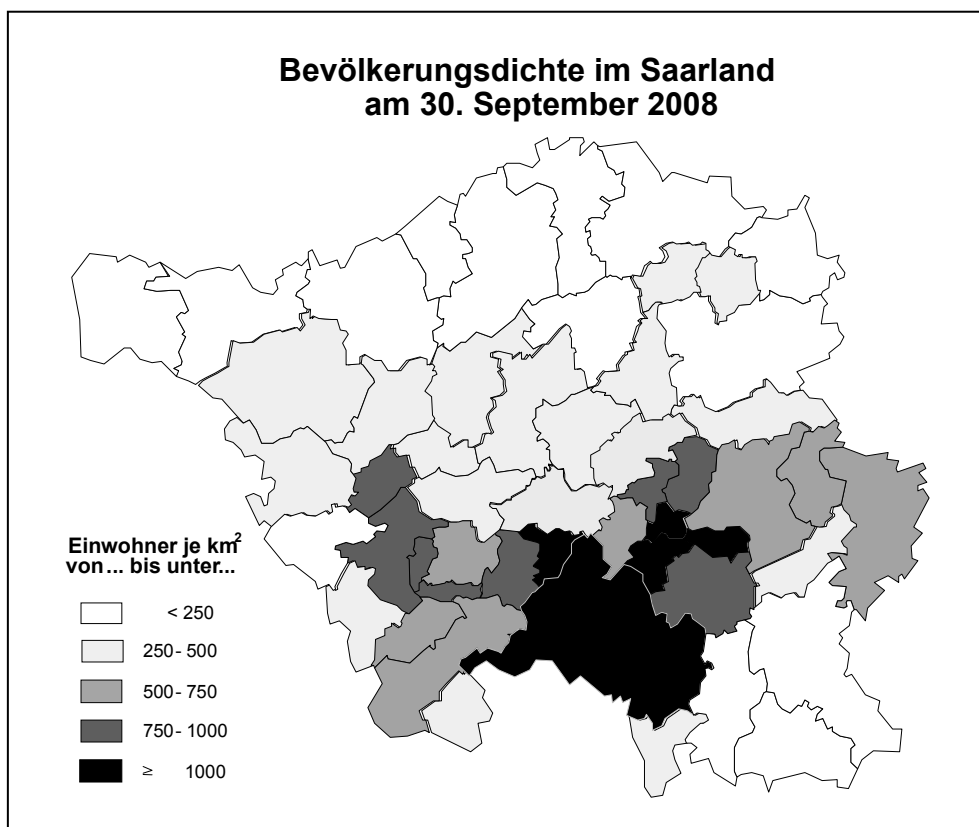 Bevölkerungsdichte im Saarland
am 30. September 2008
Einwohner je km²
von ... bis unter...
< 250
250 - 500
500 - 750
750 - 1000
≥ 1000